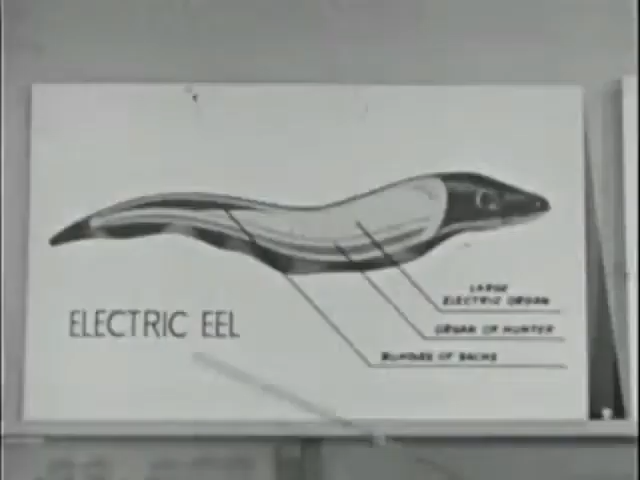 LARGE
ELECTRIC ORGAN
ELECTRIC EEL
ORGAN OF HUNTER
BUNDLES OF SACHS